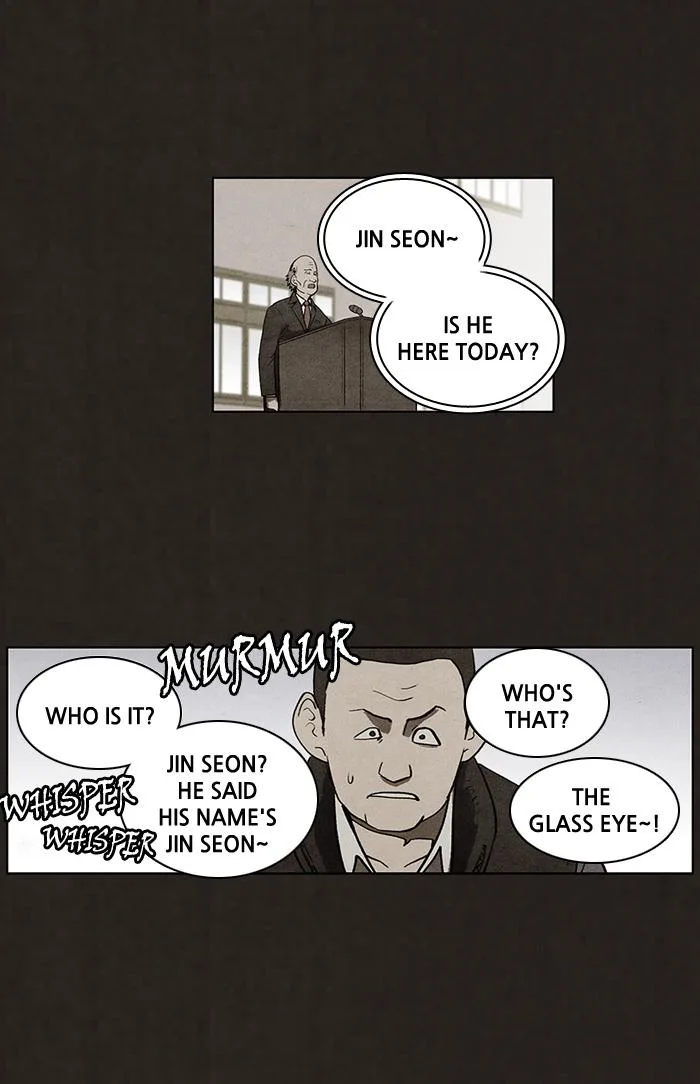 JIN SEON~
IS HE
HERE TODAY?
MURMUR
WHO IS IT?
WHO'S
THAT?
JIN SEON?
HE SAID
HIS NAME'S
JIN SEON~
WHISPER
WHISPER
THE
GLASS EYE~!